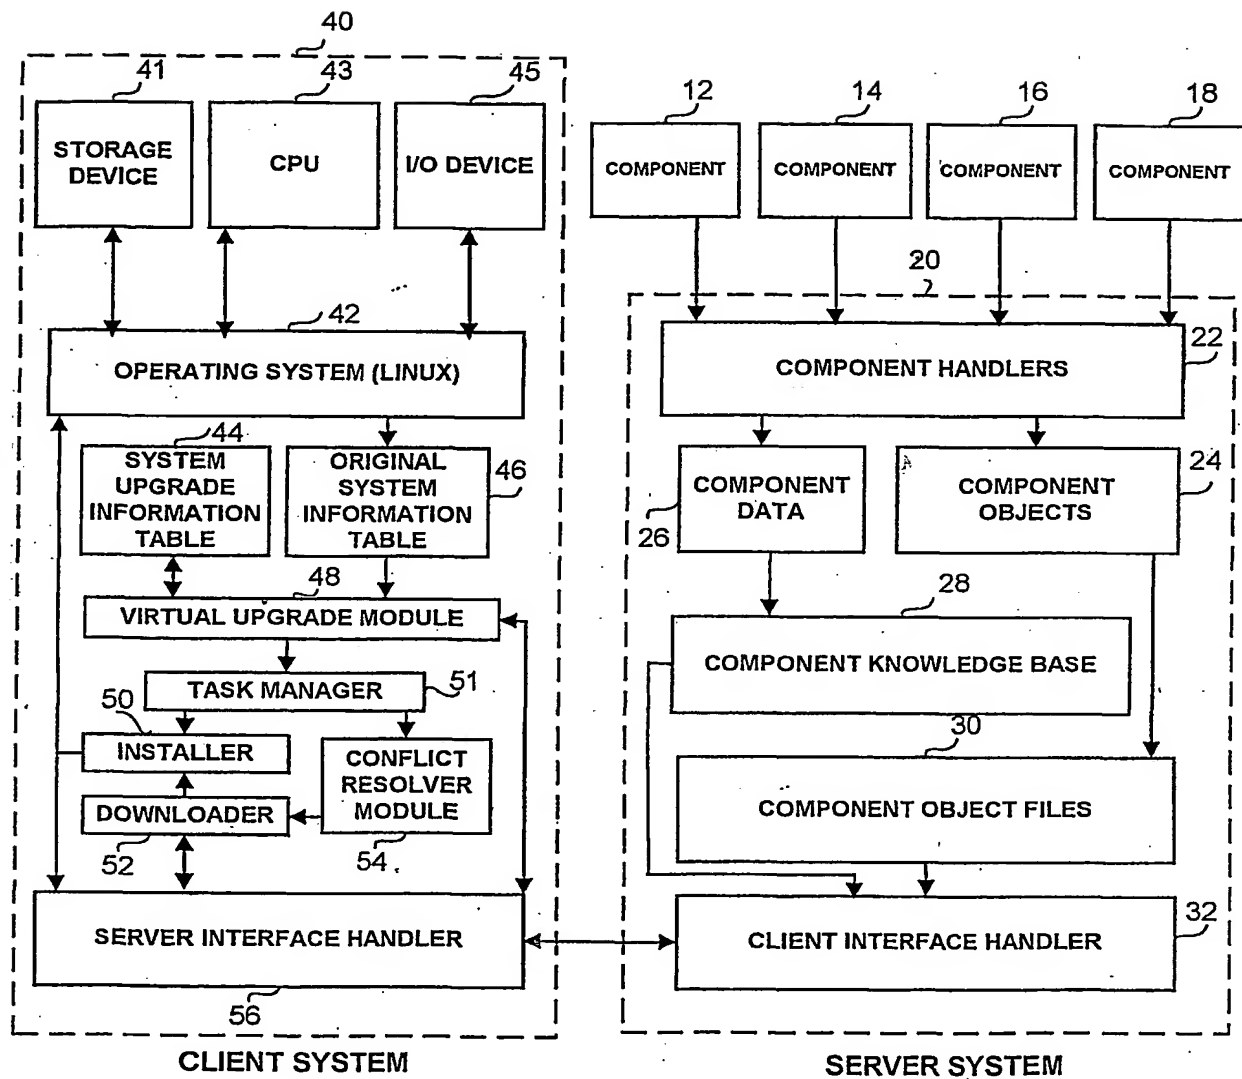 40
41
43
45
STORAGE
DEVICE
CPU
I/O DEVICE
42
OPERATING SYSTEM (LINUX)
44
SYSTEM
UPGRADE
INFORMATION
TABLE
ORIGINAL
SYSTEM
INFORMATION
TABLE
46
48
VIRTUAL UPGRADE MODULE
TASK MANAGER
51
50
INSTALLER
CONFLICT
RESOLVER
MODULE
DOWNLOADER
52
54
SERVER INTERFACE HANDLER
56
CLIENT SYSTEM
12
14
16
18
COMPONENT
COMPONENT
COMPONENT
COMPONENT
20
COMPONENT HANDLERS
22
COMPONENT
DATA
26
COMPONENT
OBJECTS
24
28
COMPONENT KNOWLEDGE BASE
30
COMPONENT OBJECT FILES
CLIENT INTERFACE HANDLER
32
SERVER SYSTEM